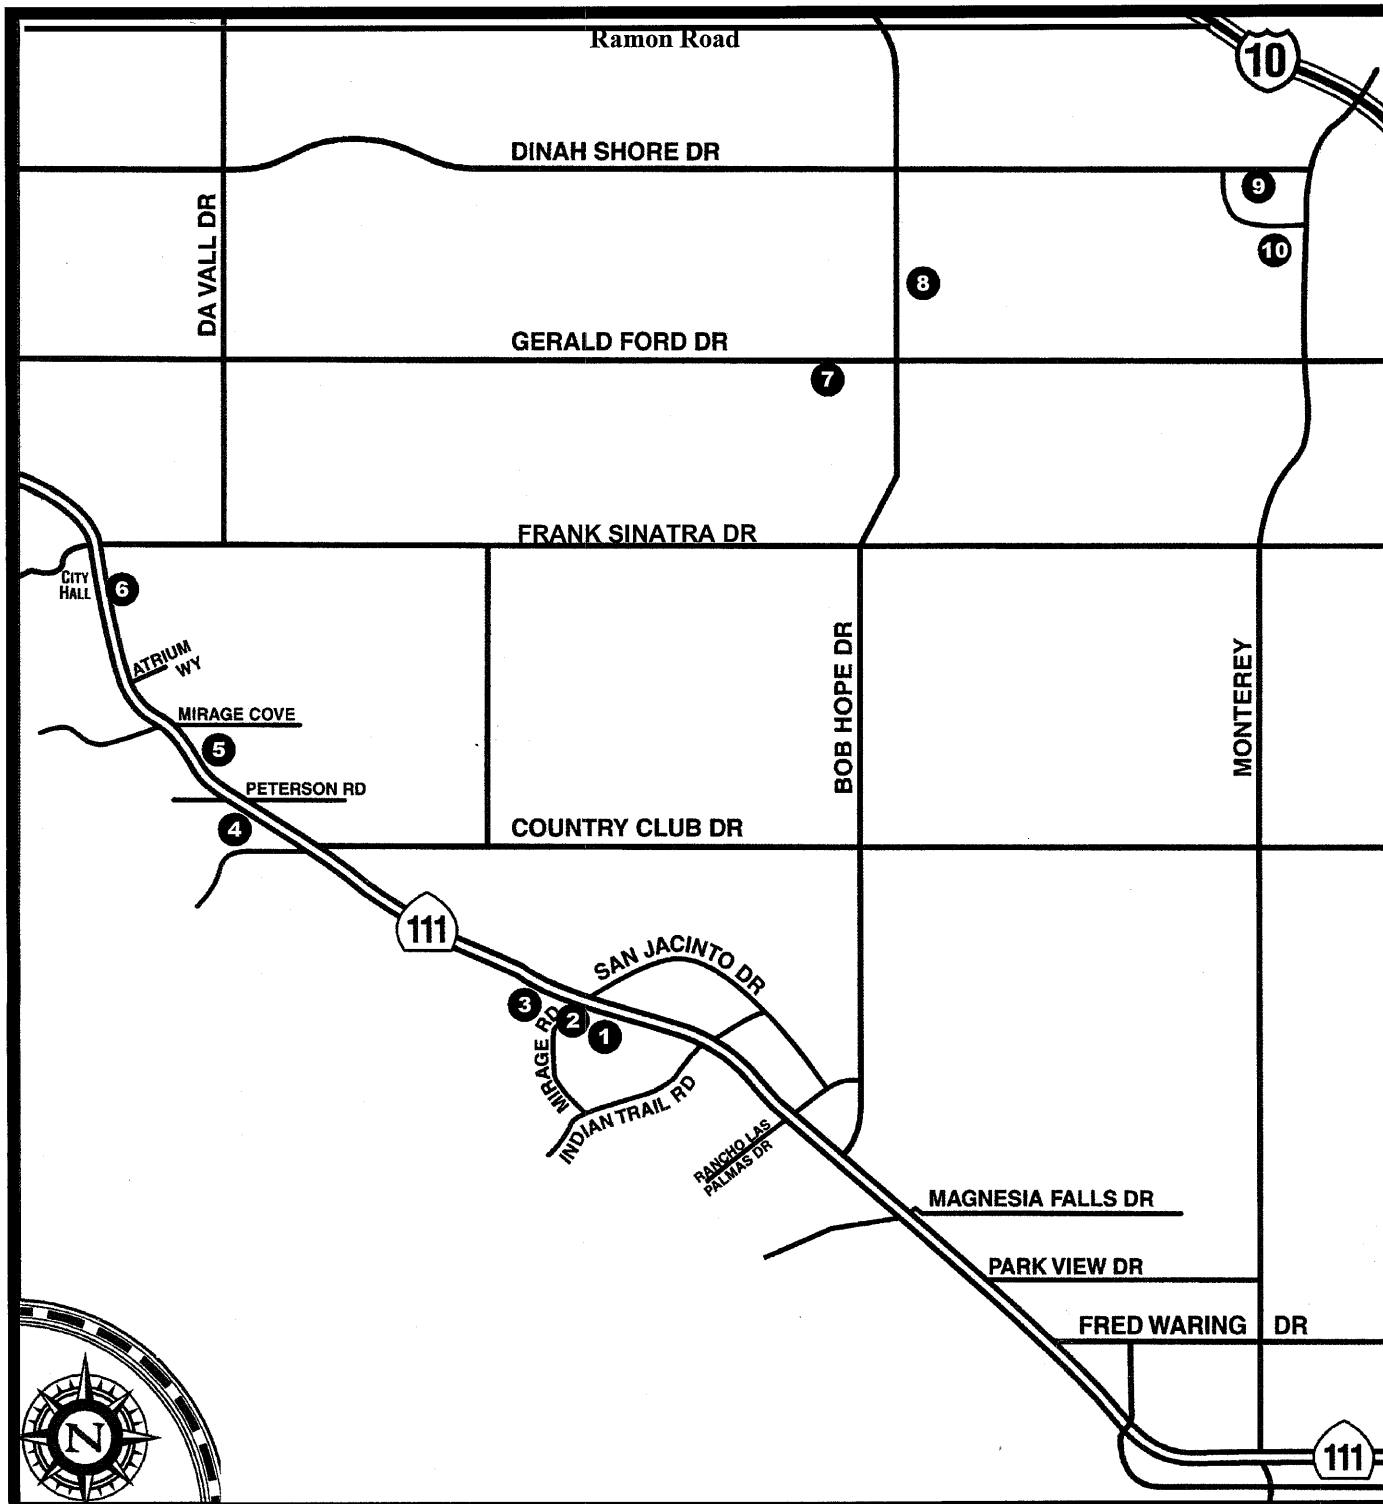 Ramon Road
10
DINAH SHORE DR
9
DA VALL DR
10
8
GERALD FORD DR
7
FRANK SINATRA DR
CITY
HALL
6
ATRIUM
WY
BOB HOPE DR
MONTEREY
MIRAGE COVE
5
PETERSON RD
4
COUNTRY CLUB DR
111
SAN JACINTO DR
3
2
1
MIRAGE RD
INDIAN TRAIL RD
RANCHO LAS
PALMAS DR
MAGNESIA FALLS DR
PARK VIEW DR
FRED WARING DR
N
111